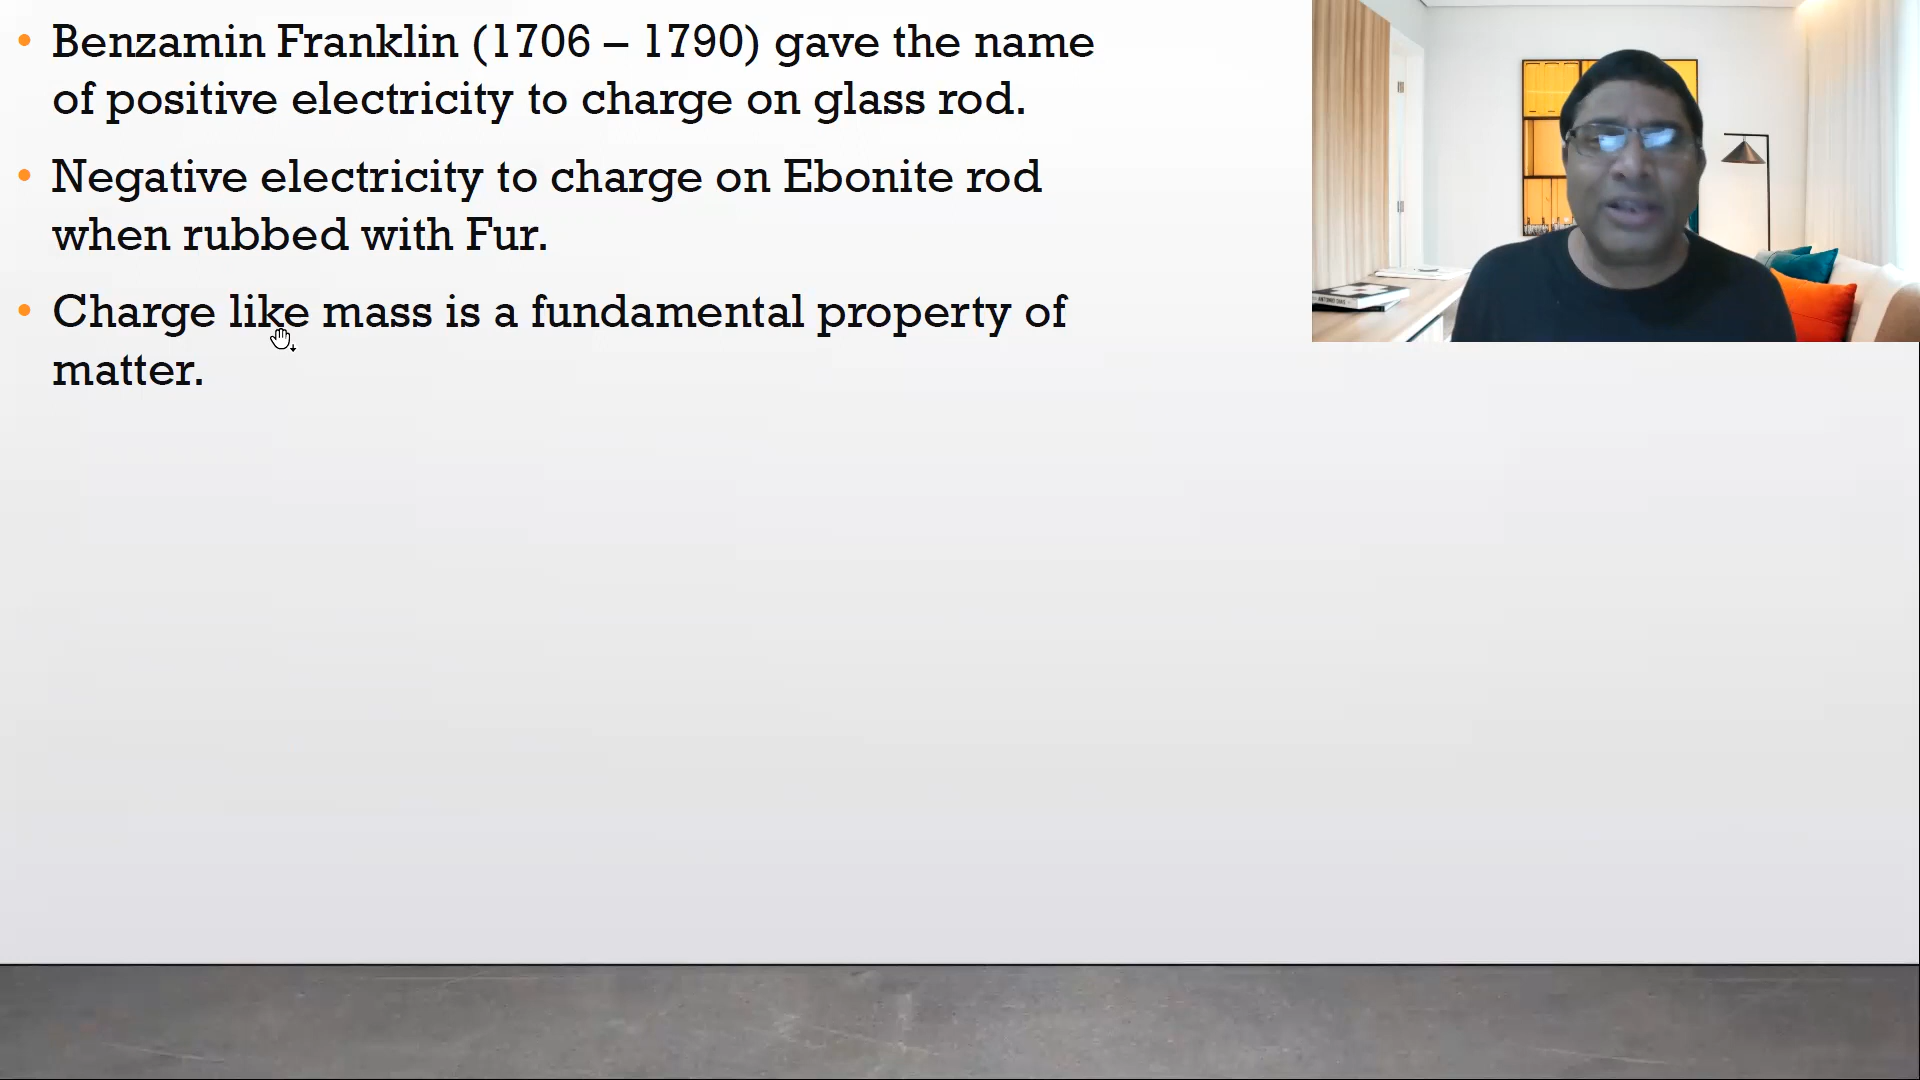 • Benzamin Franklin (1706 – 1790) gave the name
of positive electricity to charge on glass rod.
• Negative electricity to charge on Ebonite rod
when rubbed with Fur.
• Charge like mass is a fundamental property of
matter.